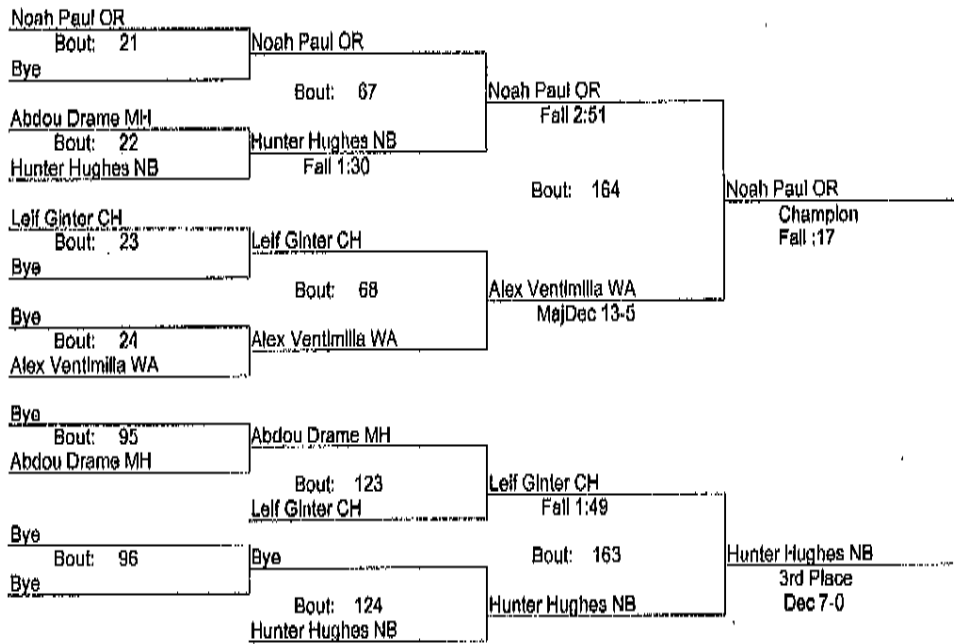 Noah Paul OR
Bout: 21
Bye
Noah Paul OR
Bout: 67
Abdou Drame MH
Bout: 22
Hunter Hughes NB
Hunter Hughes NB
Fall 1:30
Noah Paul OR
Fall 2:51
Bout: 164
Leif Ginter CH
Bout: 23
Bye
Leif Ginter CH
Bout: 68
Bye
Bout: 24
Alex Ventimilla WA
Alex Ventimilla WA
Alex Ventimilla WA
MajDec 13-5
Noah Paul OR
Champion
Fall :17
Bye
Bout: 95
Abdou Drame MH
Abdou Drame MH
Bout: 123
Leif Ginter CH
Leif Ginter CH
Fall 1:49
Bout: 163
Bye
Bout: 96
Bye
Bye
Bout: 124
Hunter Hughes NB
Hunter Hughes NB
Hunter Hughes NB
3rd Place
Dec 7-0